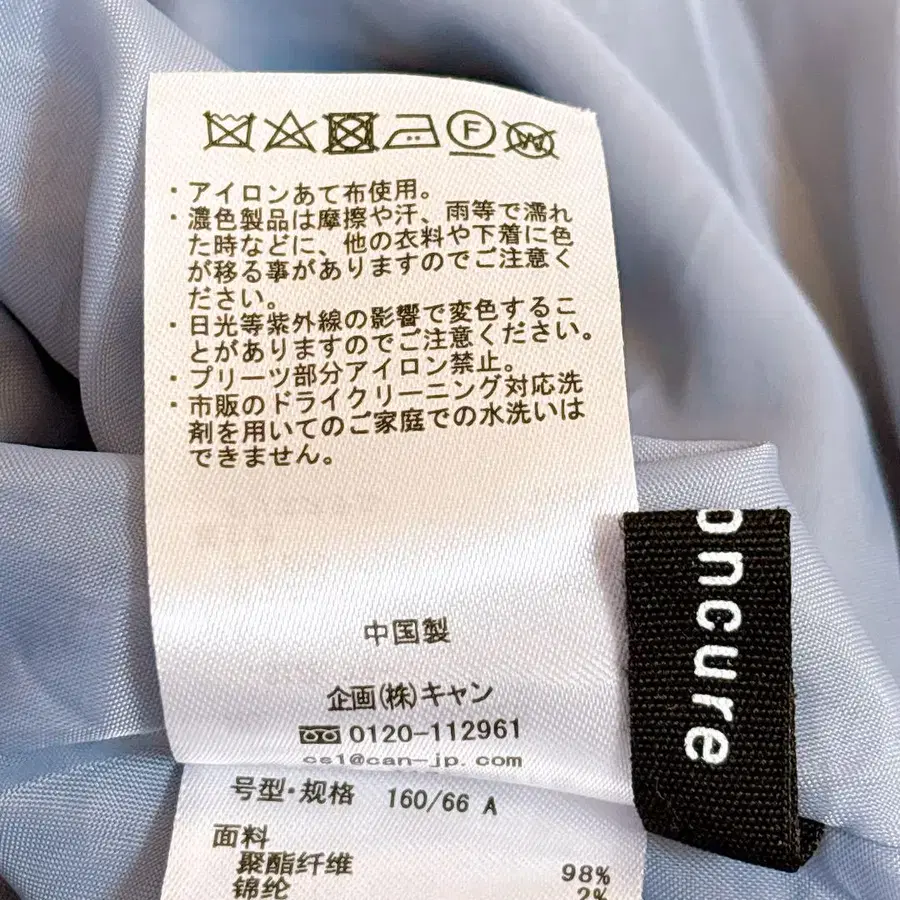 F
W
・アイロンあて布使用。
・濃色製品は摩擦や汗、雨等で濡れ
た時などに、他の衣料や下着に色
が移る事がありますのでご注意く
ださい。
・日光等紫外線の影響で変色するこ
とがありますのでご注意ください。
・プリーツ部分アイロン禁止。
・市販のドライクリーニング対応洗
剤を用いてのご家庭での水洗いは
できません。
中国製
企画(株)キャン
0120-112961
cs1@can-jp.com
号型・规格 160/66 A
面料
聚酯纤维 98%
锦纶 2%
oncure